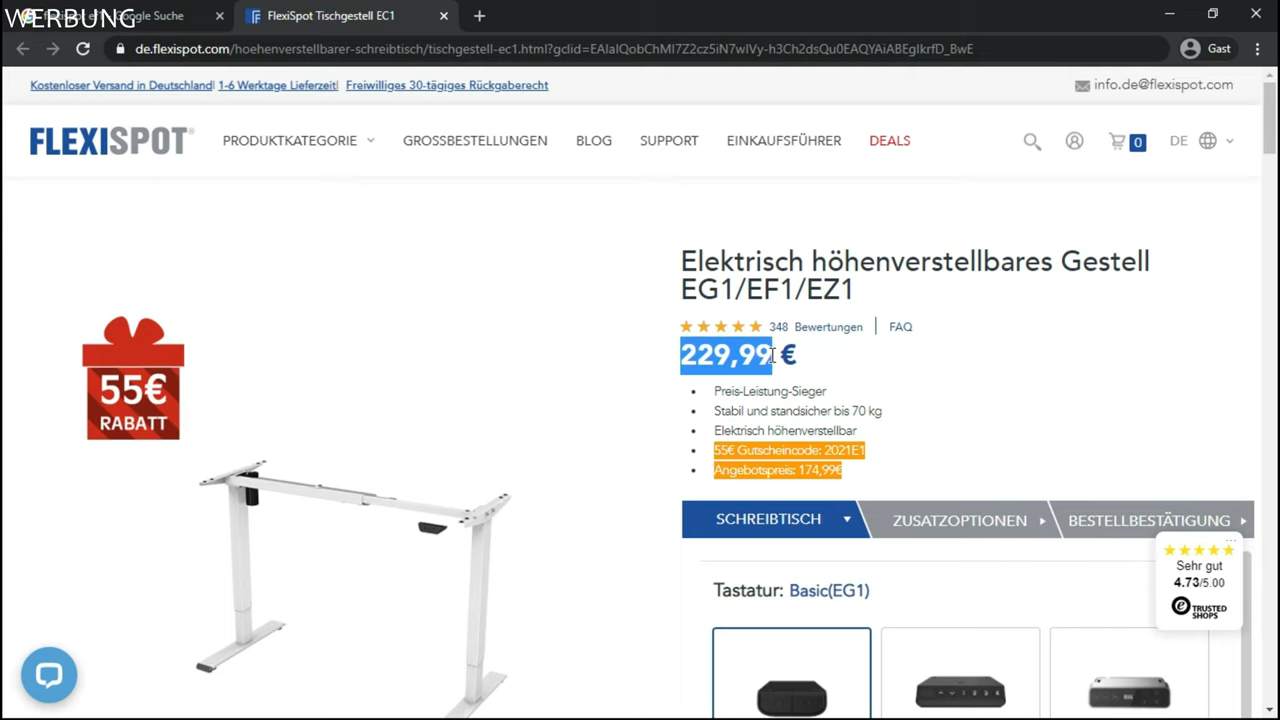 WERBUNG
Google Suche
FlexiSpot Tischgestell EC1
de.flexispot.com/hoehenverstellbarer-schreibtisch/tischgestell-ec1.html?gclid=EAIaIQobChMI7Z2cz5iN7wIVy-h3Ch2dsQu0EAQYAiABEgIkrfD_BwE
Gast
Kostenloser Versand in Deutschland| 1-6 Werktage Lieferzeit| Freiwilliges 30-tägiges Rückgaberecht
info.de@flexispot.com
FLEXISPOT®
PRODUKTKATEGORIE
GROSSBESTELLUNGEN
BLOG
SUPPORT
EINKAUFSFÜHRER
DEALS
0
DE
Elektrisch höhenverstellbares Gestell
EG1/EF1/EZ1
348 Bewertungen | FAQ
229,99 €
• Preis-Leistung-Sieger
• Stabil und standsicher bis 70 kg
• Elektrisch höhenverstellbar
• 55€ Gutscheincode: 2021E1
• Angebotspreis: 174,99€
55€
RABATT
SCHREIBTISCH
ZUSATZOPTIONEN
BESTELLBESTÄTIGUNG
Tastatur: Basic(EG1)
Sehr gut
4.73/5.00
e TRUSTED
SHOPS